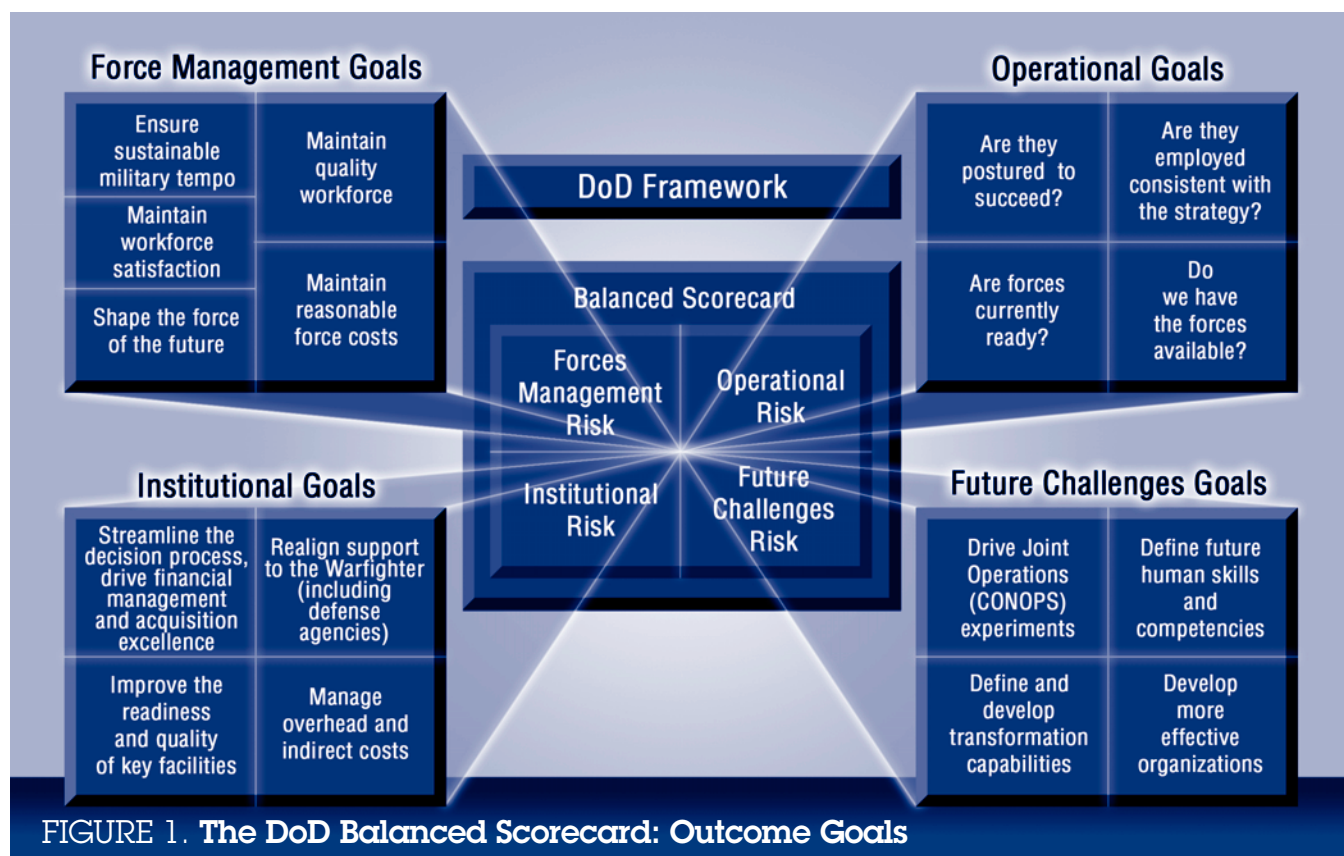 Force Management Goals
Ensure
sustainable
military tempo
Maintain
workforce
satisfaction
Shape the force
of the future
Maintain
quality
workforce
Maintain
reasonable
force costs
DoD Framework
Operational Goals
Are they
postured to
succeed?
Are they
employed
consistent with
the strategy?
Are forces
currently
ready?
Do
we have
the forces
available?
Balanced Scorecard
Forces
Management
Risk
Operational
Risk
Institutional
Risk
Future
Challenges
Risk
Institutional Goals
Streamline the
decision process,
drive financial
management
and acquisition
excellence
Realign support
to the Warfighter
(including
defense
agencies)
Improve the
readiness
and quality
of key facilities
Manage
overhead and
indirect costs
Future Challenges Goals
Drive Joint
Operations
(CONOPS)
experiments
Define future
human skills
and
competencies
Define and
develop
transformation
capabilities
Develop
more
effective
organizations
FIGURE 1. The DoD Balanced Scorecard: Outcome Goals